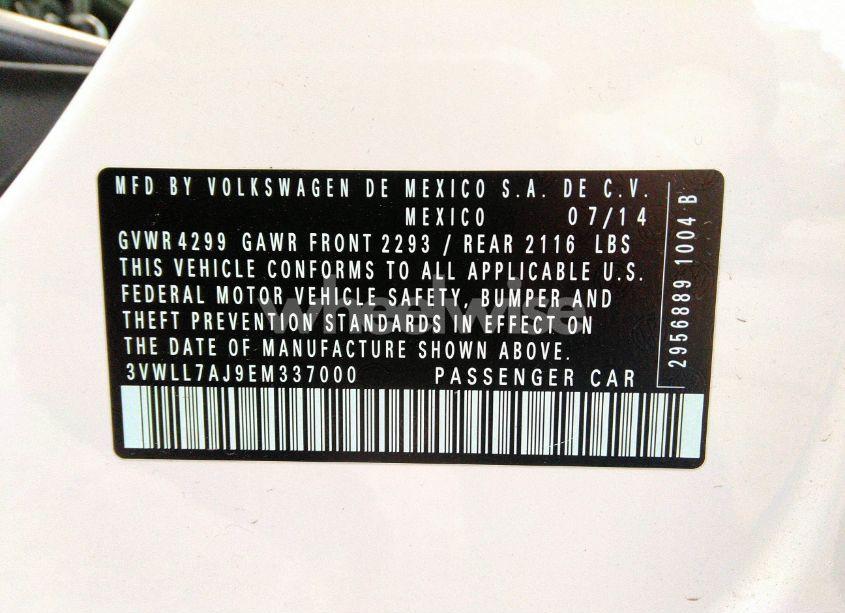 MFD BY VOLKSWAGEN DE MEXICO S.A. DE C.V.
MEXICO 07/14
GVWR 4299 GAWR FRONT 2293 / REAR 2116 LBS
THIS VEHICLE CONFORMS TO ALL APPLICABLE U.S.
FEDERAL MOTOR VEHICLE SAFETY, BUMPER AND
THEFT PREVENTION STANDARDS IN EFFECT ON
THE DATE OF MANUFACTURE SHOWN ABOVE.
3VWLL7AJ9EM337000 PASSENGER CAR
2956889 1004 B
wheelwise